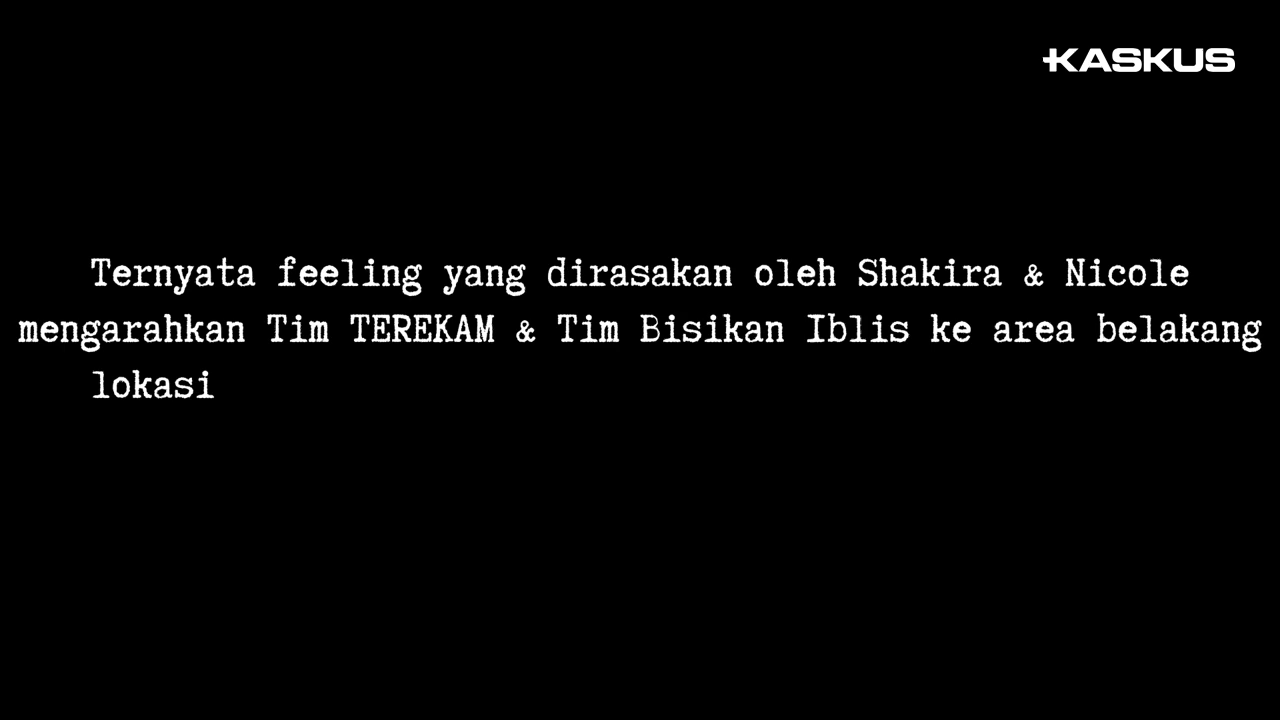 KASKUS
Ternyata feeling yang dirasakan oleh Shakira & Nicole
mengarahkan Tim TEREKAM & Tim Bisikan Iblis ke area belakang
lokasi